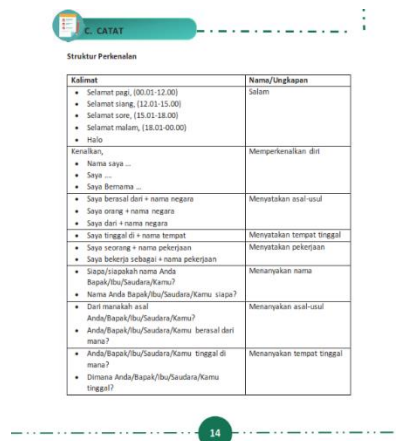 C. CATAT
Struktur Perkenalan
Kalimat Nama/Ungkapan
• Selamat pagi, (00.01-12.00) Salam
• Selamat siang, (12.01-15.00)
• Selamat sore, (15.01-18.00)
• Selamat malam, (18.01-00.00)
• Halo
Kenalkan, Memperkenalkan diri
• Nama saya ...
• Saya ....
• Saya Bernama ...
• Saya berasal dari + nama negara Menyatakan asal-usul
• Saya orang + nama negara
• Saya dari + nama negara
• Saya tinggal di + nama tempat Menyatakan tempat tinggal
• Saya seorang + nama pekerjaan Menyatakan pekerjaan
• Saya bekerja sebagai + nama pekerjaan
• Siapa/siapakah nama Anda Menanyakan nama
Bapak/Ibu/Saudara/Kamu?
• Nama Anda Bapak/Ibu/Saudara/Kamu siapa?
• Dari manakah asal Menanyakan asal-usul
Anda/Bapak/Ibu/Saudara/Kamu?
• Anda/Bapak/Ibu/Saudara/Kamu berasal dari
mana?
• Anda/Bapak/Ibu/Saudara/Kamu tinggal di Menanyakan tempat tinggal
mana?
• Dimana Anda/Bapak/Ibu/Saudara/Kamu
tinggal?
14